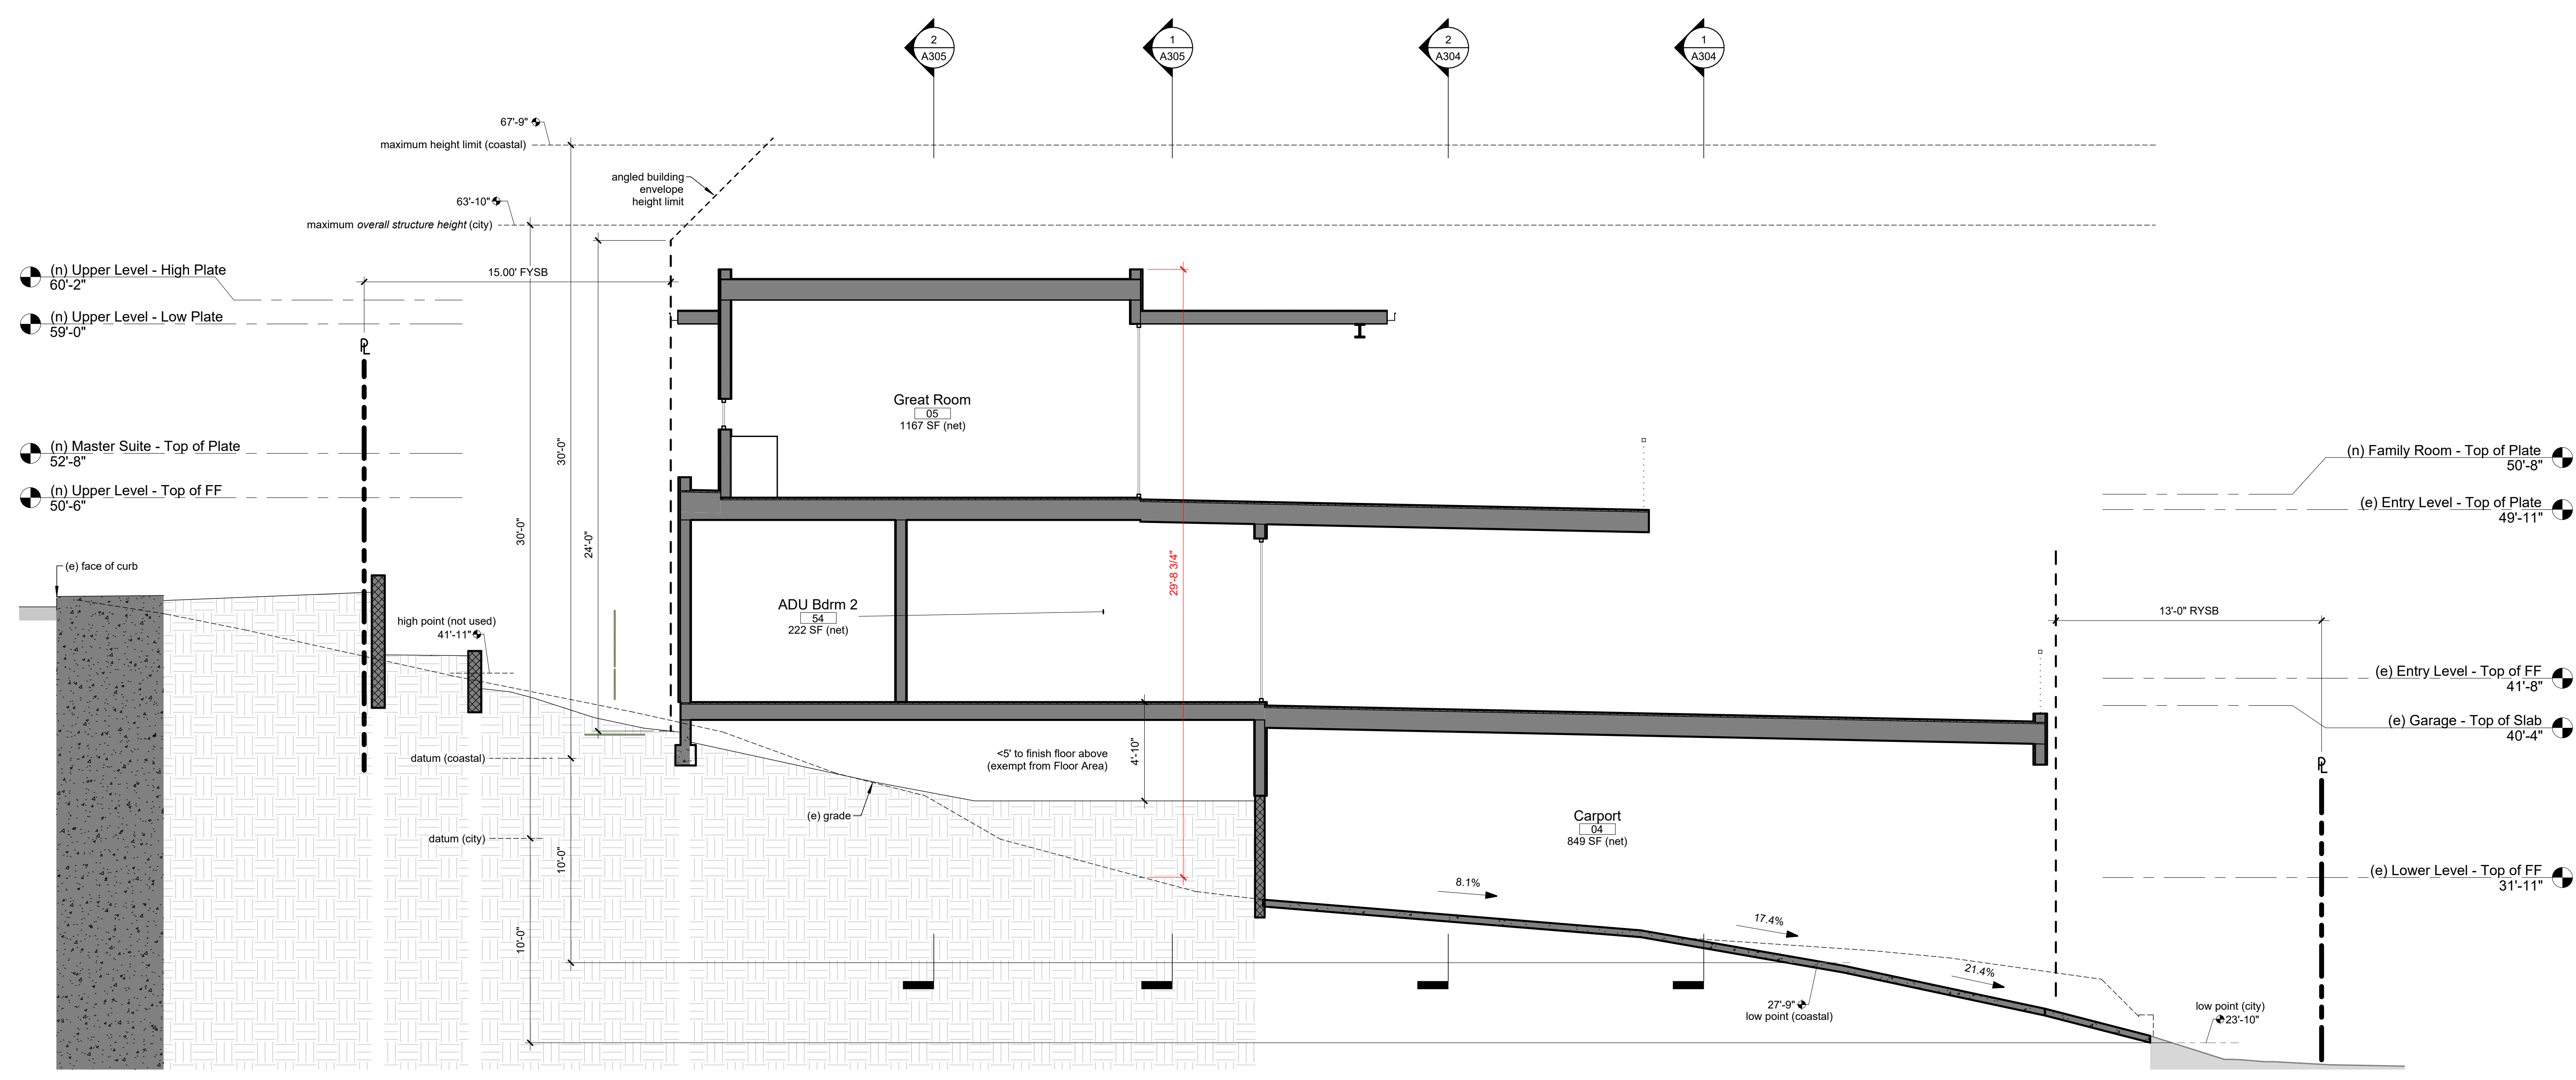 2
A305
1
A305
2
A304
1
A304
67'-9"
maximum height limit (coastal)
angled building
envelope
height limit
63'-10"
maximum overall structure height (city)
(n) Upper Level - High Plate
60'-2"
15.00' FYSB
(n) Upper Level - Low Plate
59'-0"
PL
Great Room
05
1167 SF (net)
(n) Master Suite - Top of Plate
52'-8"
(n) Upper Level - Top of FF
50'-6"
30'-0"
30'-0"
24'-0"
29'-8 3/4"
(n) Family Room - Top of Plate
50'-8"
(e) Entry Level - Top of Plate
49'-11"
(e) face of curb
high point (not used)
41'-11"
ADU Bdrm 2
54
222 SF (net)
13'-0" RYSB
(e) Entry Level - Top of FF
41'-8"
(e) Garage - Top of Slab
40'-4"
datum (coastal)
<5' to finish floor above
(exempt from Floor Area)
4'-10"
PL
(e) grade
Carport
04
849 SF (net)
datum (city)
10'-0"
10'-0"
(e) Lower Level - Top of FF
31'-11"
8.1%
17.4%
21.4%
27'-9"
low point (coastal)
low point (city)
23'-10"